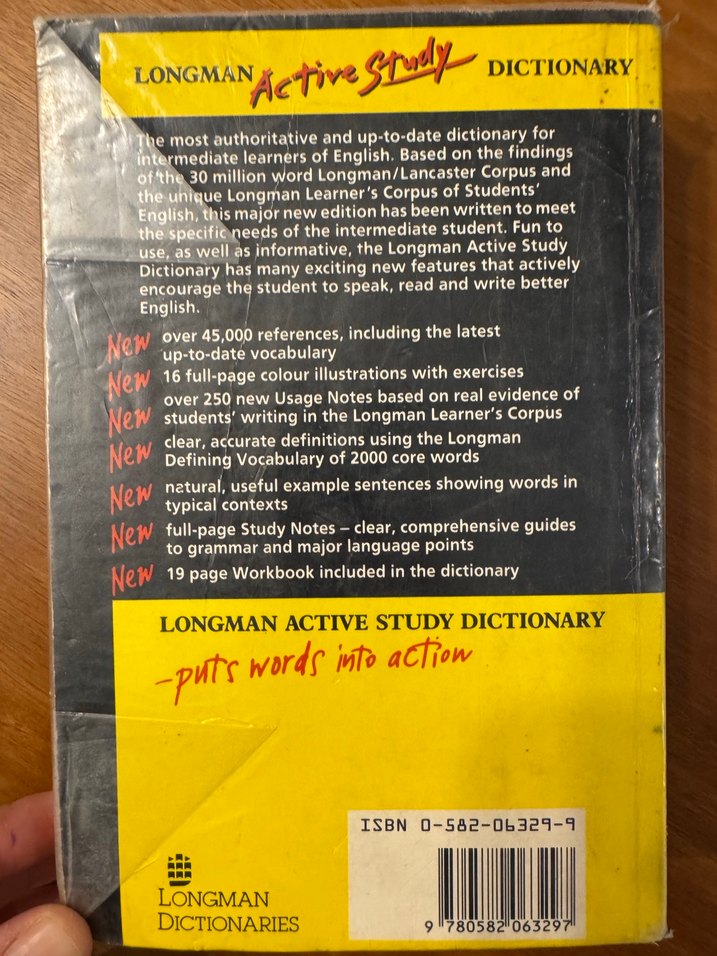 LONGMAN Active Study DICTIONARY
The most authoritative and up-to-date dictionary for
intermediate learners of English. Based on the findings
of the 30 million word Longman/Lancaster Corpus and
the unique Longman Learner's Corpus of Students'
English, this major new edition has been written to meet
the specific needs of the intermediate student. Fun to
use, as well as informative, the Longman Active Study
Dictionary has many exciting new features that actively
encourage the student to speak, read and write better
English.
New over 45,000 references, including the latest
up-to-date vocabulary
New 16 full-page colour illustrations with exercises
over 250 new Usage Notes based on real evidence of
New students' writing in the Longman Learner's Corpus
New clear, accurate definitions using the Longman
Defining Vocabulary of 2000 core words
New natural, useful example sentences showing words in
typical contexts
New full-page Study Notes – clear, comprehensive guides
to grammar and major language points
New 19 page Workbook included in the dictionary
LONGMAN ACTIVE STUDY DICTIONARY
–puts words into action
ISBN 0-582-06329-9
9 780582 063297
LONGMAN
DICTIONARIES